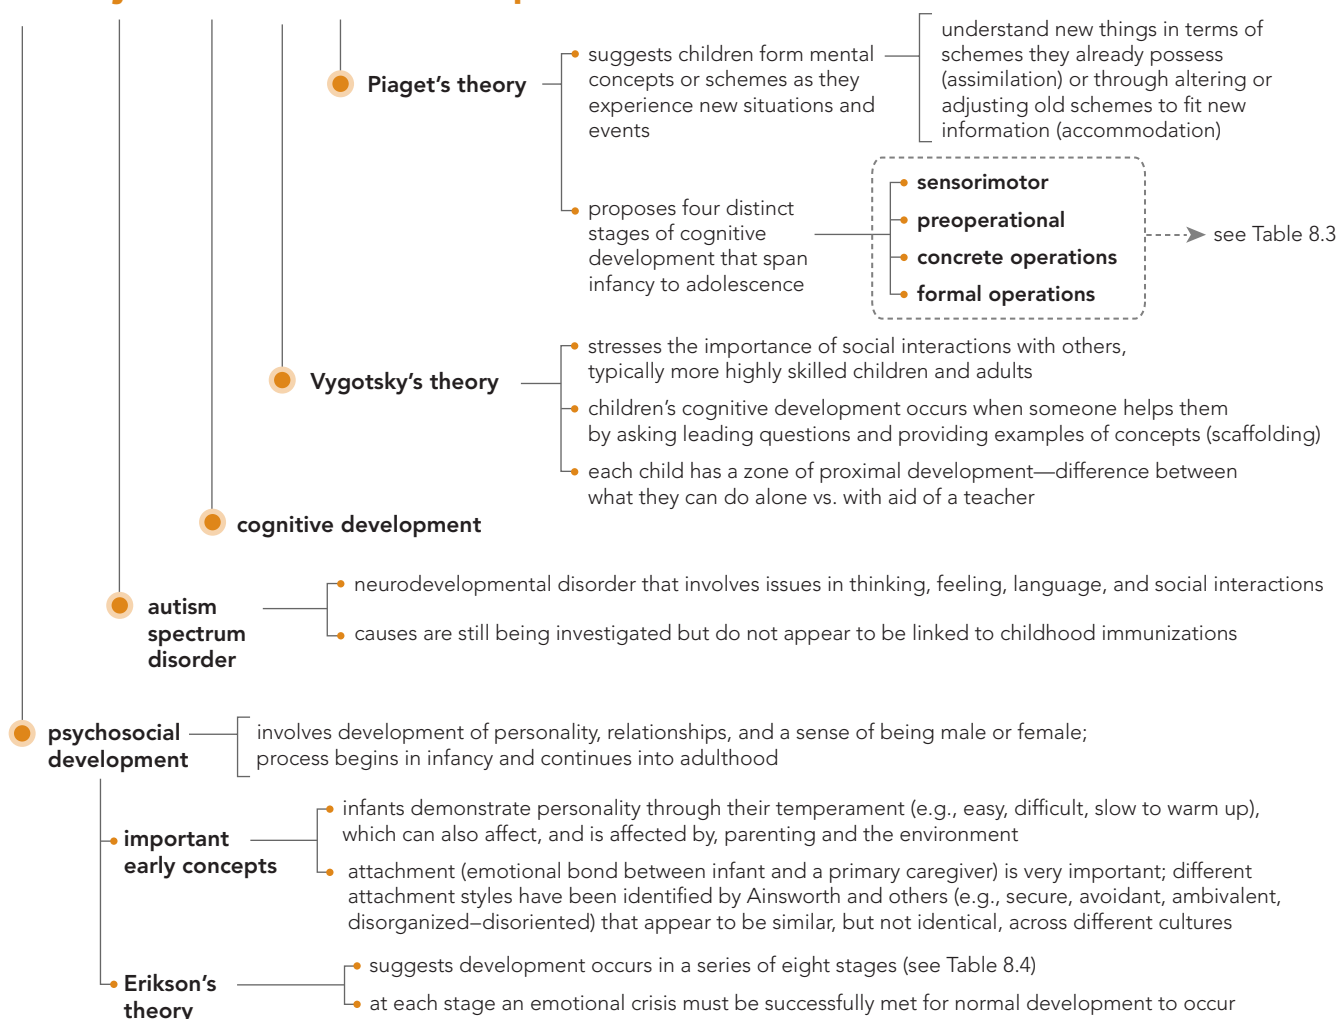 Piaget's theory
suggests children form mental
concepts or schemes as they
experience new situations and
events
understand new things in terms of
schemes they already possess
(assimilation) or through altering or
adjusting old schemes to fit new
information (accommodation)
proposes four distinct
stages of cognitive
development that span
infancy to adolescence
sensorimotor
preoperational
concrete operations
formal operations
see Table 8.3
Vygotsky's theory
stresses the importance of social interactions with others,
typically more highly skilled children and adults
children's cognitive development occurs when someone helps them
by asking leading questions and providing examples of concepts (scaffolding)
each child has a zone of proximal development—difference between
what they can do alone vs. with aid of a teacher
cognitive development
autism
spectrum
disorder
neurodevelopmental disorder that involves issues in thinking, feeling, language, and social interactions
causes are still being investigated but do not appear to be linked to childhood immunizations
psychosocial
development
involves development of personality, relationships, and a sense of being male or female;
process begins in infancy and continues into adulthood
important
early concepts
infants demonstrate personality through their temperament (e.g., easy, difficult, slow to warm up),
which can also affect, and is affected by, parenting and the environment
attachment (emotional bond between infant and a primary caregiver) is very important; different
attachment styles have been identified by Ainsworth and others (e.g., secure, avoidant, ambivalent,
disorganized–disoriented) that appear to be similar, but not identical, across different cultures
Erikson's
theory
suggests development occurs in a series of eight stages (see Table 8.4)
at each stage an emotional crisis must be successfully met for normal development to occur